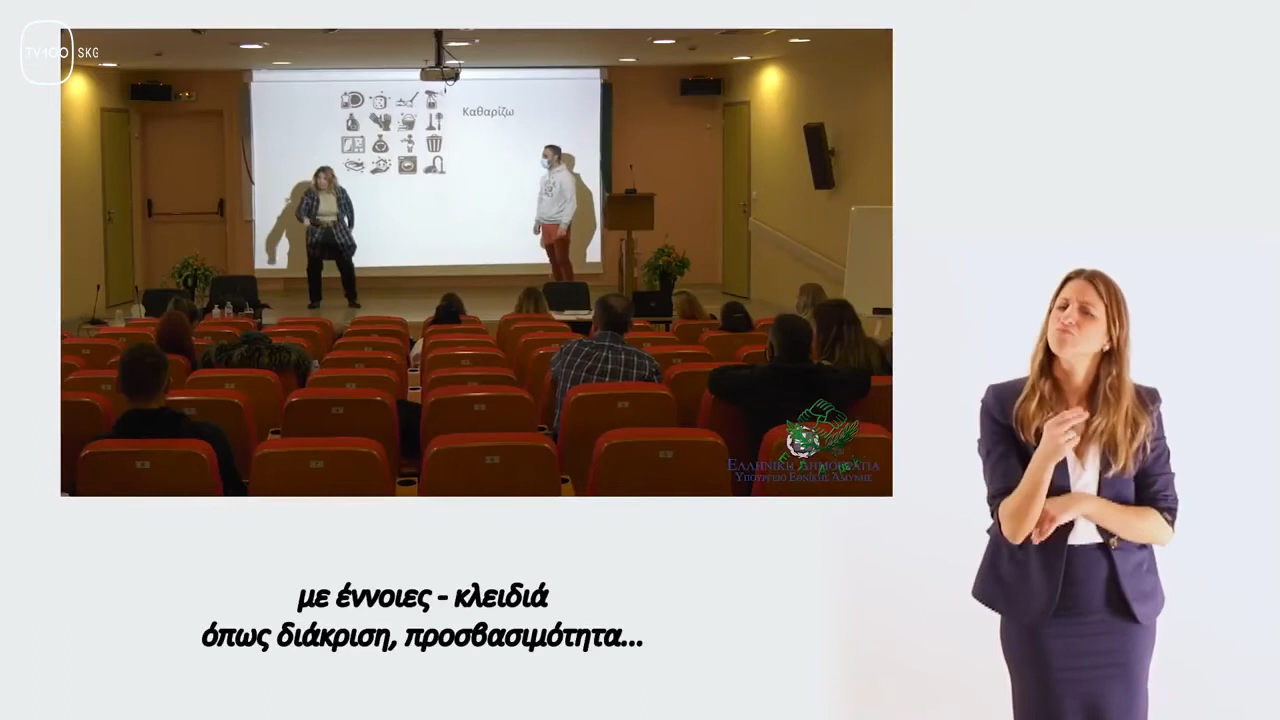 TV100 SKG
Καθαρίζω
ΕΛΛΗΝΙΚΗ ΔΗΜΟΚΡΑΤΙΑ
ΥΠΟΥΡΓΕΙΟ ΕΘΝΙΚΗΣ ΑΜΥΝΗΣ
με έννοιες - κλειδιά
όπως διάκριση, προσβασιμότητα...